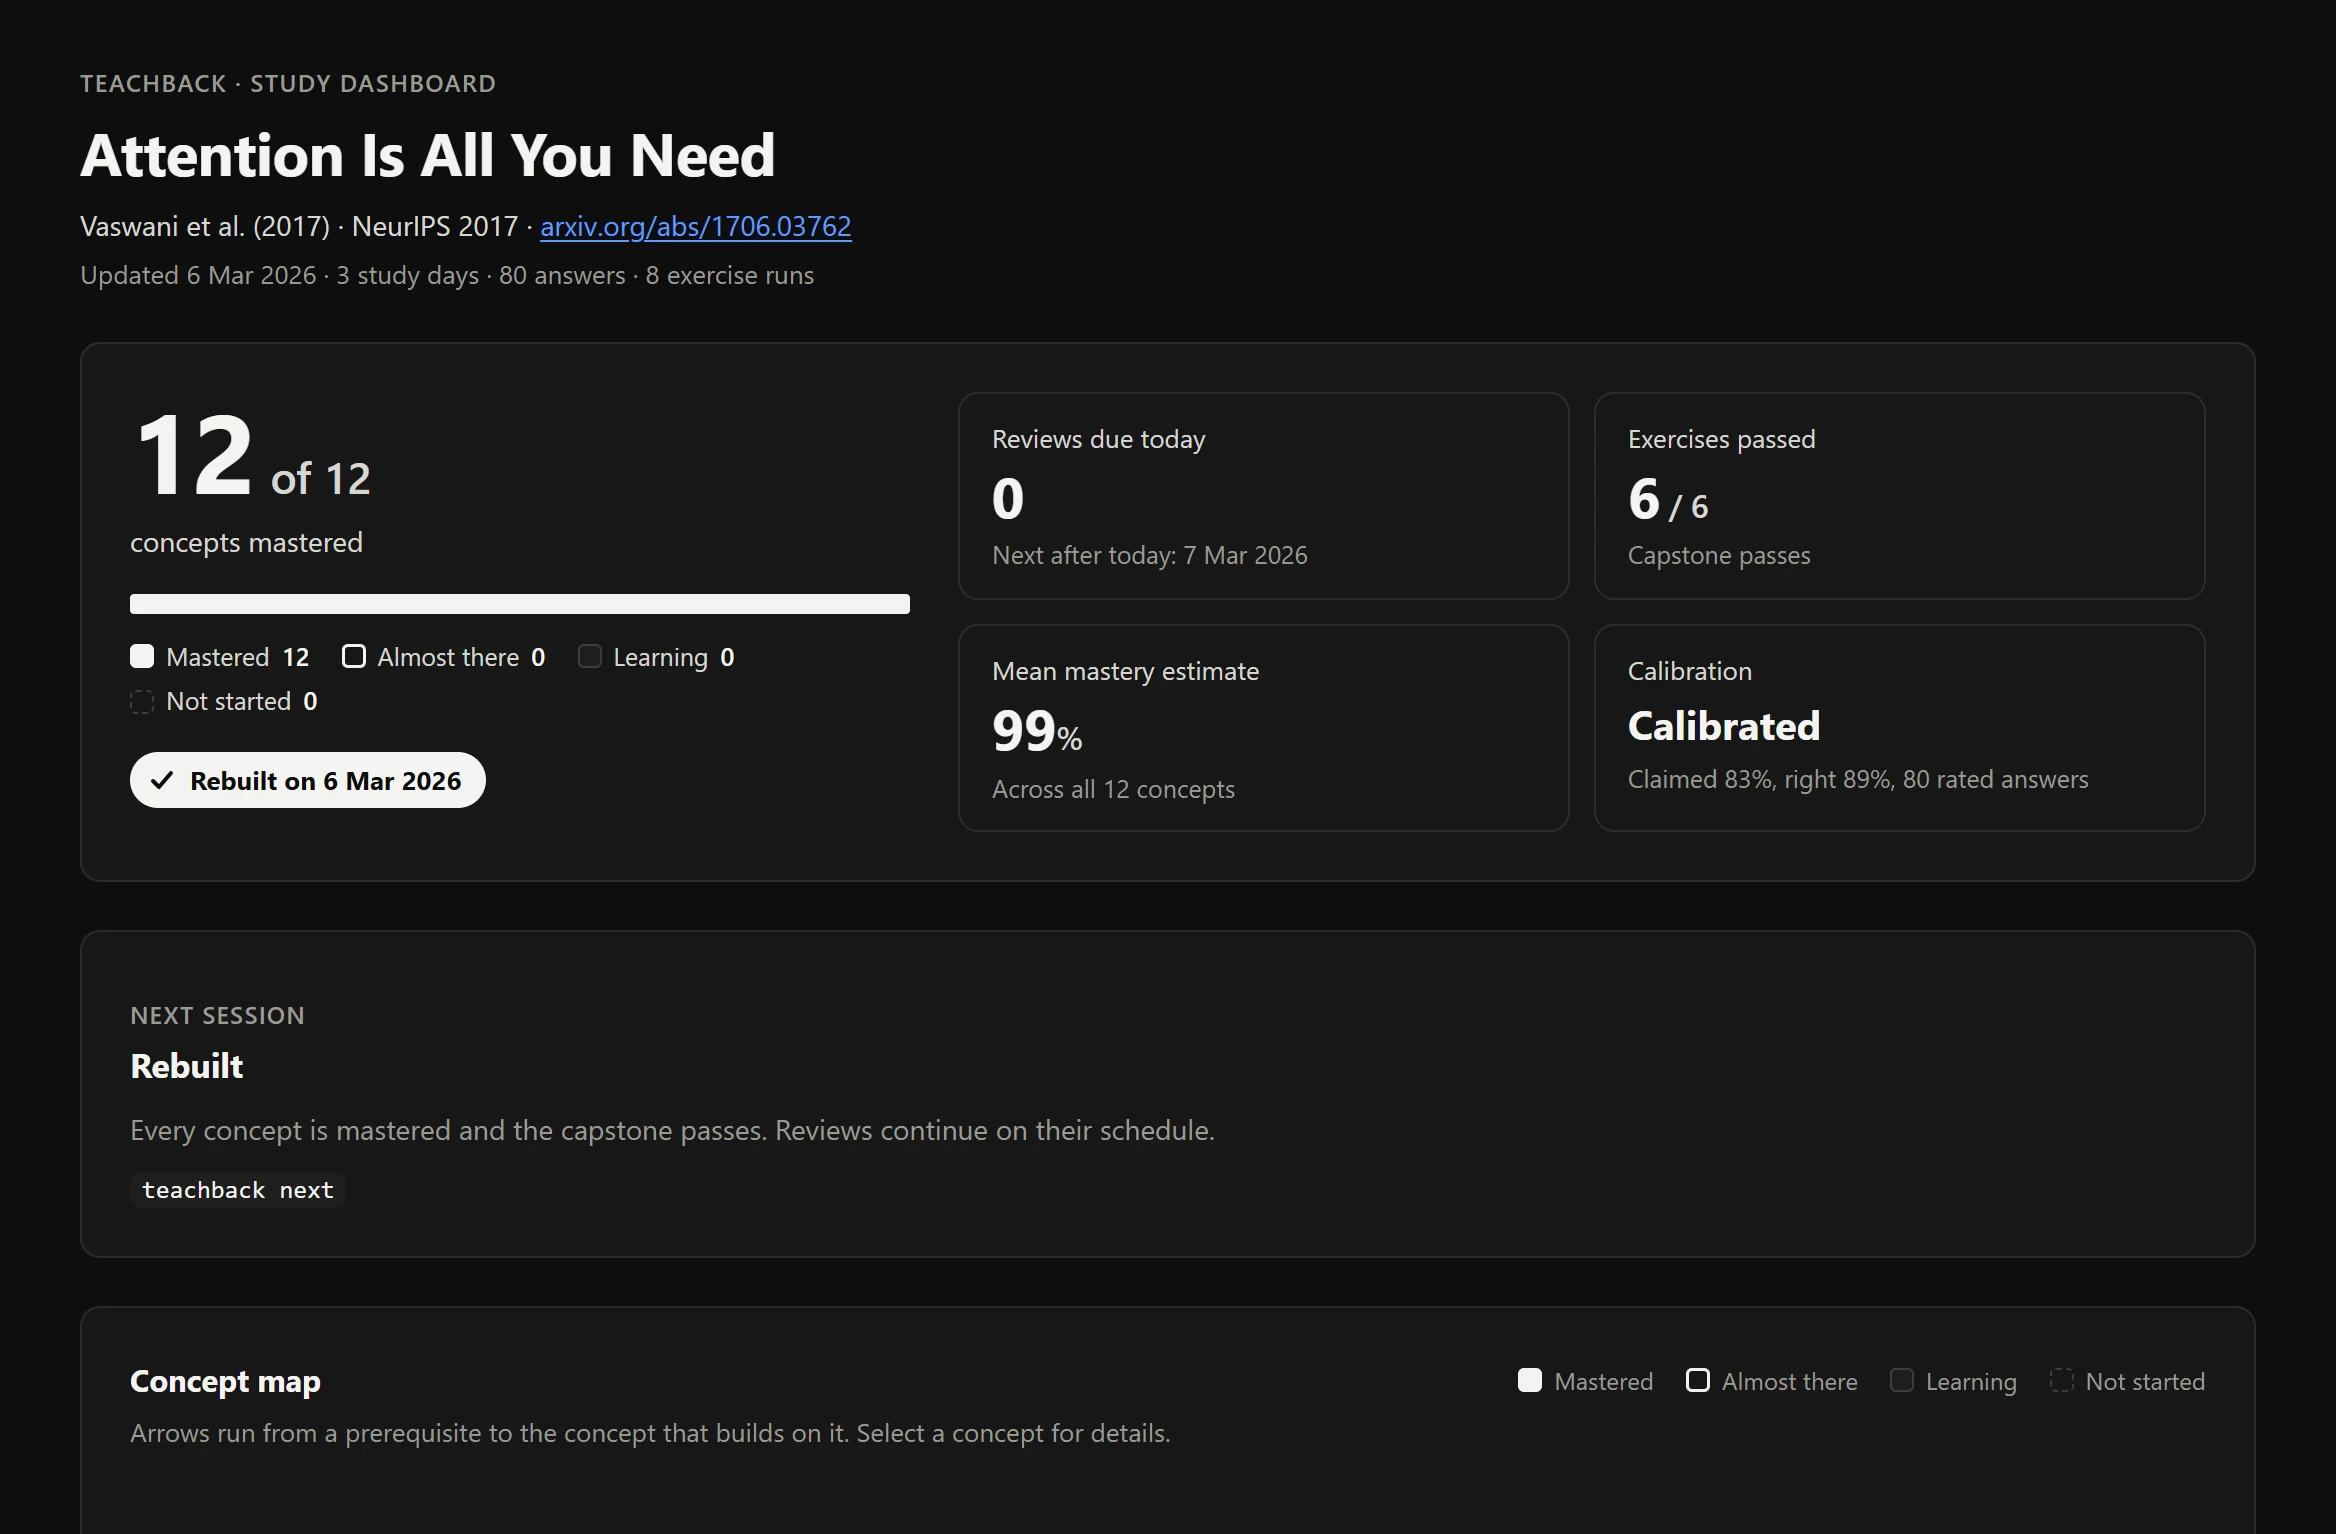 TEACHBACK · STUDY DASHBOARD
Attention Is All You Need
Vaswani et al. (2017) · NeurIPS 2017 · arxiv.org/abs/1706.03762
Updated 6 Mar 2026 · 3 study days · 80 answers · 8 exercise runs
12 of 12
concepts mastered
Mastered 12 Almost there 0 Learning 0
Not started 0
Rebuilt on 6 Mar 2026
Reviews due today
0
Next after today: 7 Mar 2026
Exercises passed
6 / 6
Capstone passes
Mean mastery estimate
99%
Across all 12 concepts
Calibration
Calibrated
Claimed 83%, right 89%, 80 rated answers
NEXT SESSION
Rebuilt
Every concept is mastered and the capstone passes. Reviews continue on their schedule.
teachback next
Concept map
Mastered Almost there Learning Not started
Arrows run from a prerequisite to the concept that builds on it. Select a concept for details.